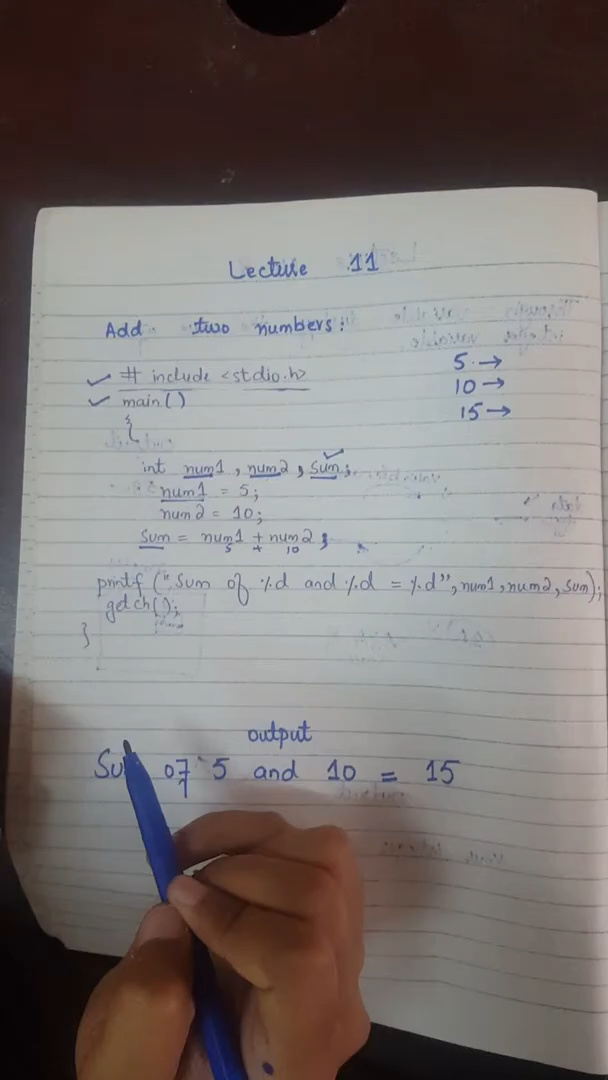 Lecture 11
Add two numbers:
5 →
10 →
15 →
# include <stdio.h>
main()
{
int num1, num2, Sum;
num1 = 5;
num2 = 10;
Sum = num1 + num2;
5 + 10
printf ("Sum of %d and %d = %d", num1, num2, Sum);
getch();
}
output
of 5 and 10 = 15